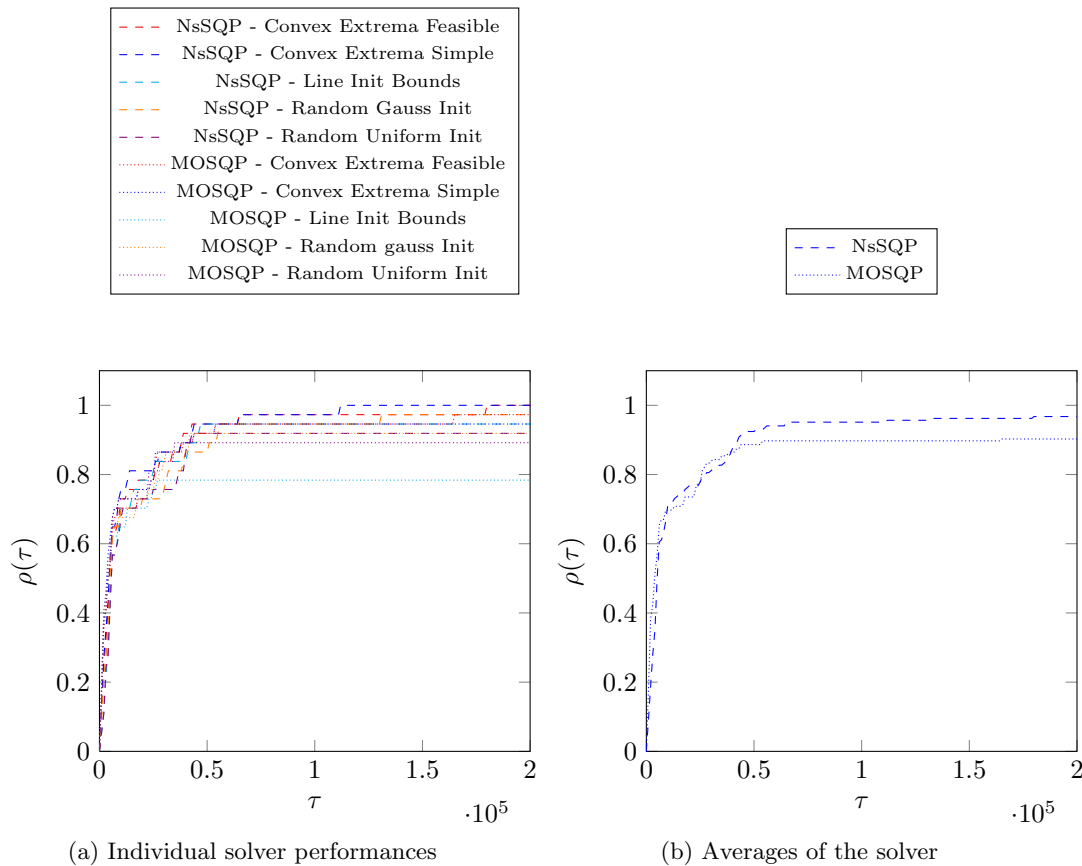 NsSQP - Convex Extrema Feasible
NsSQP - Convex Extrema Simple
NsSQP - Line Init Bounds
NsSQP - Random Gauss Init
NsSQP - Random Uniform Init
MOSQP - Convex Extrema Feasible
MOSQP - Convex Extrema Simple
MOSQP - Line Init Bounds
MOSQP - Random gauss Init
MOSQP - Random Uniform Init
NsSQP
MOSQP
1
0.8
0.6
0.4
0.2
0
ρ(τ)
0 0.5 1 1.5 2
τ
·10^5
(a) Individual solver performances
1
0.8
0.6
0.4
0.2
0
ρ(τ)
0 0.5 1 1.5 2
τ
·10^5
(b) Averages of the solver